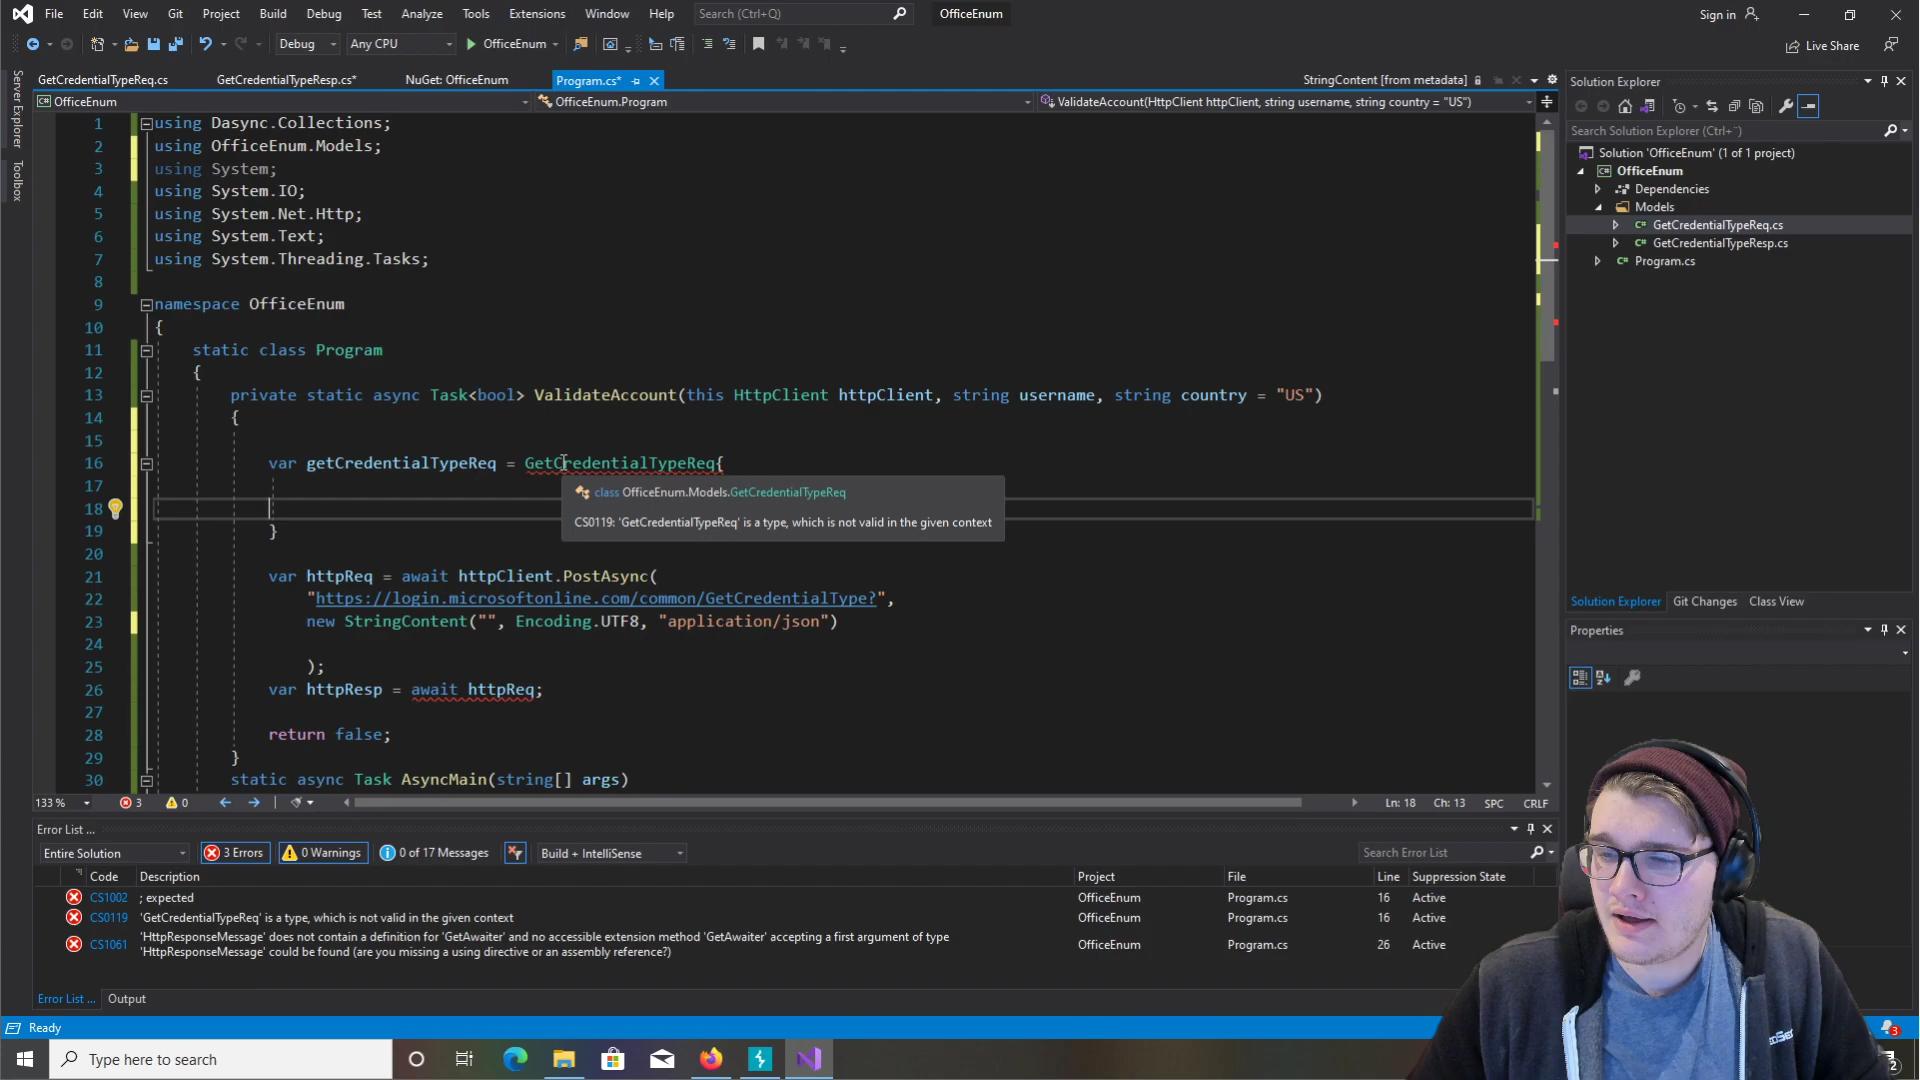 File Edit View Git Project Build Debug Test Analyze Tools Extensions Window Help Search (Ctrl+Q) OfficeEnum Sign in
Debug Any CPU OfficeEnum Live Share
GetCredentialTypeReq.cs GetCredentialTypeResp.cs* NuGet: OfficeEnum Program.cs* StringContent [from metadata]
OfficeEnum OfficeEnum.Program ValidateAccount(HttpClient httpClient, string username, string country = "US")
Server Explorer
Toolbox
1 using Dasync.Collections;
2 using OfficeEnum.Models;
3 using System;
4 using System.IO;
5 using System.Net.Http;
6 using System.Text;
7 using System.Threading.Tasks;
8
9 namespace OfficeEnum
10 {
11 static class Program
12 {
13 private static async Task<bool> ValidateAccount(this HttpClient httpClient, string username, string country = "US")
14 {
15
16 var getCredentialTypeReq = GetCredentialTypeReq{
17
18
19 }
20
21 var httpReq = await httpClient.PostAsync(
22 "https://login.microsoftonline.com/common/GetCredentialType?",
23 new StringContent("", Encoding.UTF8, "application/json")
24
25 );
26 var httpResp = await httpReq;
27
28 return false;
29 }
30 static async Task AsyncMain(string[] args)
class OfficeEnum.Models.GetCredentialTypeReq
CS0119: 'GetCredentialTypeReq' is a type, which is not valid in the given context
133 % 3 0 Ln: 18 Ch: 13 SPC CRLF
Solution Explorer
Search Solution Explorer (Ctrl+¨)
Solution 'OfficeEnum' (1 of 1 project)
OfficeEnum
Dependencies
Models
C# GetCredentialTypeReq.cs
C# GetCredentialTypeResp.cs
C# Program.cs
Solution Explorer Git Changes Class View
Properties
Error List ...
Entire Solution 3 Errors 0 Warnings 0 of 17 Messages Build + IntelliSense Search Error List
Code Description Project File Line Suppression State
CS1002 ; expected OfficeEnum Program.cs 16 Active
CS0119 'GetCredentialTypeReq' is a type, which is not valid in the given context OfficeEnum Program.cs 16 Active
CS1061 'HttpResponseMessage' does not contain a definition for 'GetAwaiter' and no accessible extension method 'GetAwaiter' accepting a first argument of type
'HttpResponseMessage' could be found (are you missing a using directive or an assembly reference?) OfficeEnum Program.cs 26 Active
Error List ... Output
Ready 3
Type here to search 2